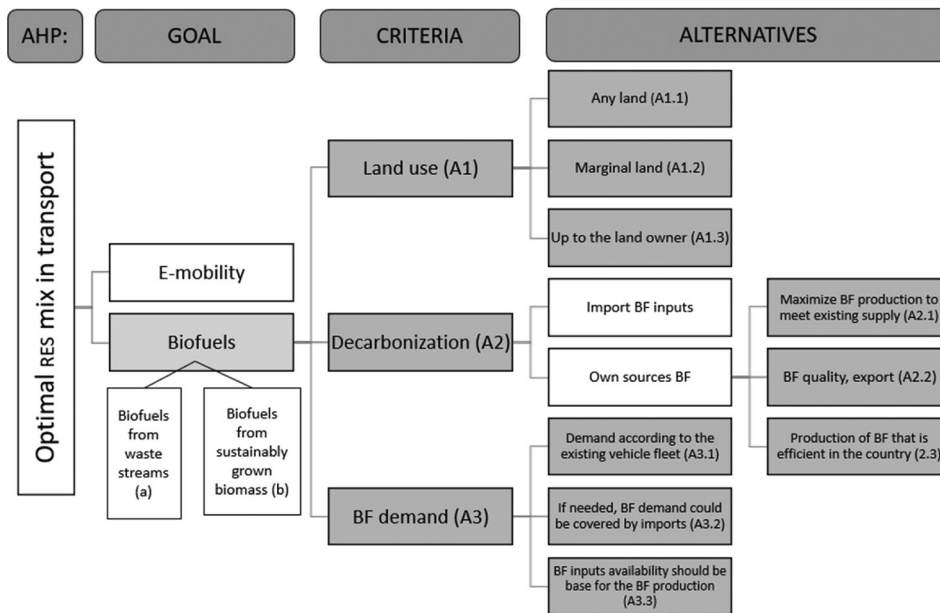 AHP:
GOAL
CRITERIA
ALTERNATIVES
Optimal RES mix in transport
E-mobility
Biofuels
Biofuels
from
waste
streams
(a)
Biofuels
from
sustainably
grown
biomass (b)
Land use (A1)
Decarbonization (A2)
BF demand (A3)
Any land (A1.1)
Marginal land (A1.2)
Up to the land owner (A1.3)
Import BF inputs
Own sources BF
Maximize BF production to
meet existing supply (A2.1)
BF quality, export (A2.2)
Production of BF that is
efficient in the country (2.3)
Demand according to the
existing vehicle fleet (A3.1)
If needed, BF demand could
be covered by imports (A3.2)
BF inputs availability should be
base for the BF production
(A3.3)